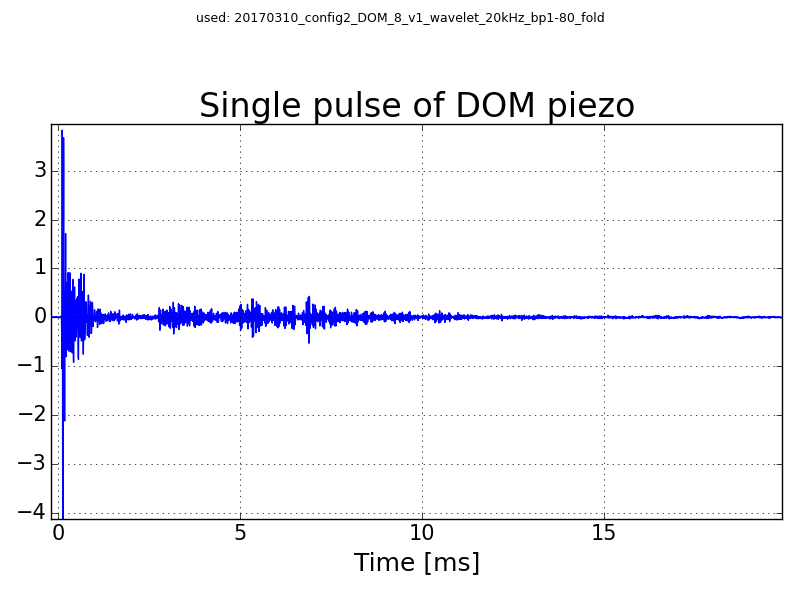 used: 20170310_config2_DOM_8_v1_wavelet_20kHz_bp1-80_fold
Single pulse of DOM piezo
3
2
1
0
−1
−2
−3
−4
0 5 10 15
Time [ms]